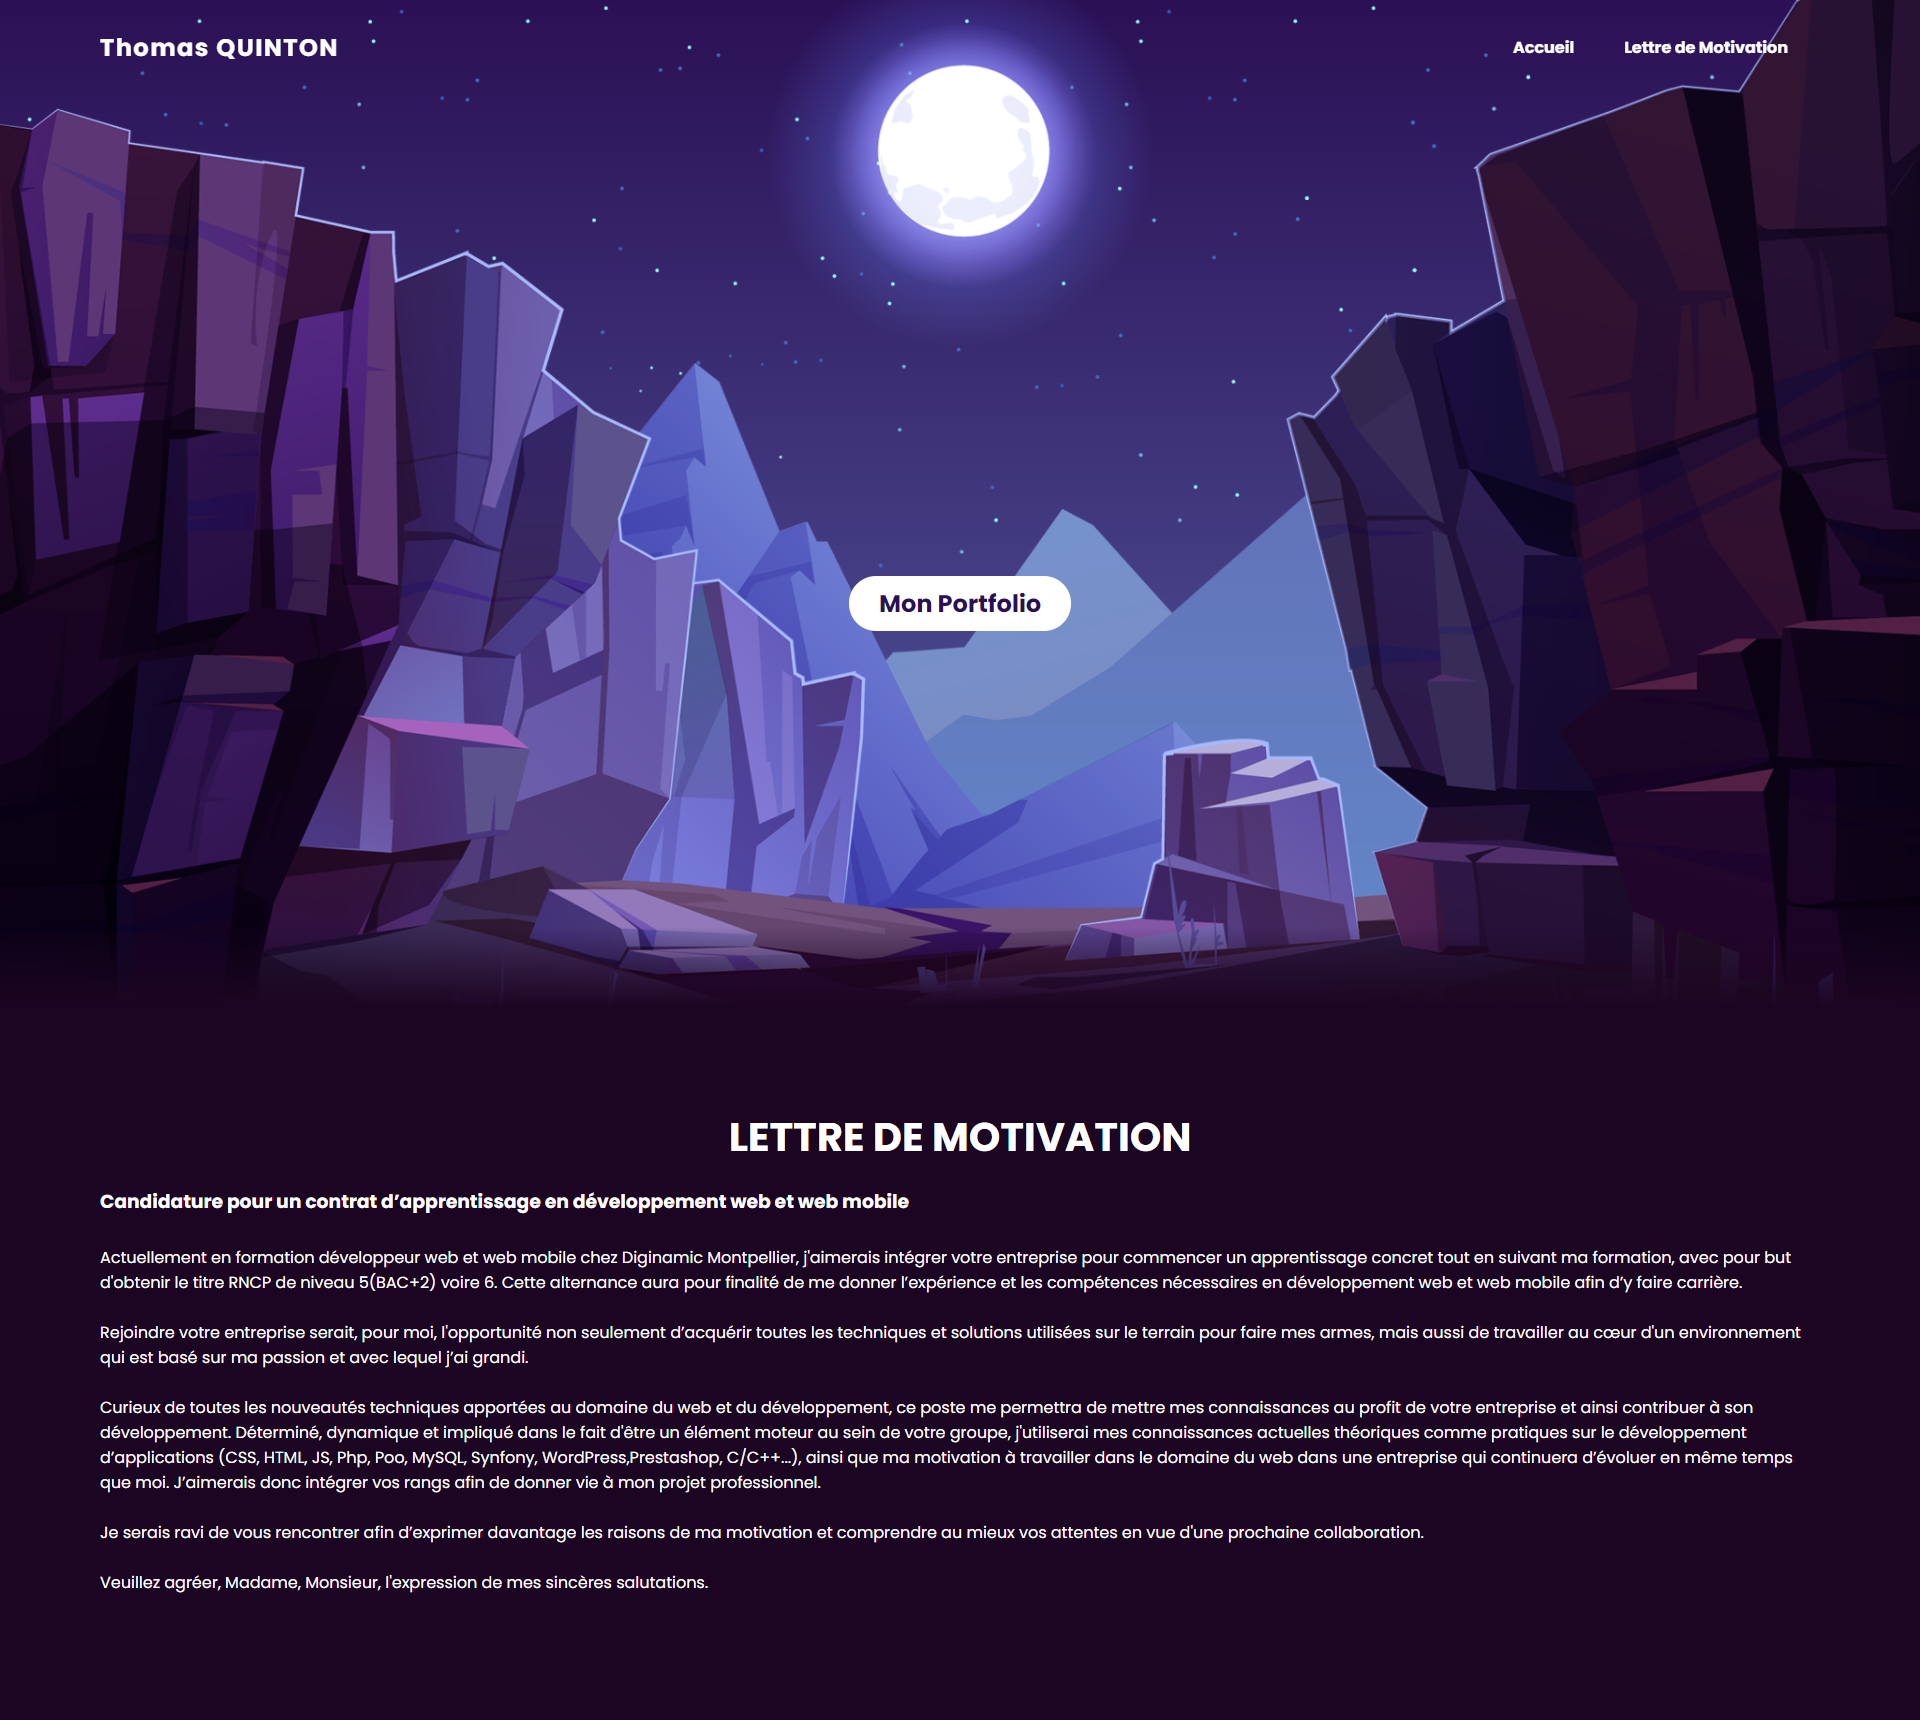 Thomas QUINTON
Accueil
Lettre de Motivation
Mon Portfolio
LETTRE DE MOTIVATION
Candidature pour un contrat d’apprentissage en développement web et web mobile
Actuellement en formation développeur web et web mobile chez Diginamic Montpellier, j'aimerais intégrer votre entreprise pour commencer un apprentissage concret tout en suivant ma formation, avec pour but
d'obtenir le titre RNCP de niveau 5(BAC+2) voire 6. Cette alternance aura pour finalité de me donner l’expérience et les compétences nécessaires en développement web et web mobile afin d’y faire carrière.
Rejoindre votre entreprise serait, pour moi, l'opportunité non seulement d’acquérir toutes les techniques et solutions utilisées sur le terrain pour faire mes armes, mais aussi de travailler au cœur d'un environnement
qui est basé sur ma passion et avec lequel j’ai grandi.
Curieux de toutes les nouveautés techniques apportées au domaine du web et du développement, ce poste me permettra de mettre mes connaissances au profit de votre entreprise et ainsi contribuer à son
développement. Déterminé, dynamique et impliqué dans le fait d'être un élément moteur au sein de votre groupe, j'utiliserai mes connaissances actuelles théoriques comme pratiques sur le développement
d’applications (CSS, HTML, JS, Php, Poo, MySQL, Synfony, WordPress,Prestashop, C/C++...), ainsi que ma motivation à travailler dans le domaine du web dans une entreprise qui continuera d’évoluer en même temps
que moi. J’aimerais donc intégrer vos rangs afin de donner vie à mon projet professionnel.
Je serais ravi de vous rencontrer afin d’exprimer davantage les raisons de ma motivation et comprendre au mieux vos attentes en vue d'une prochaine collaboration.
Veuillez agréer, Madame, Monsieur, l'expression de mes sincères salutations.